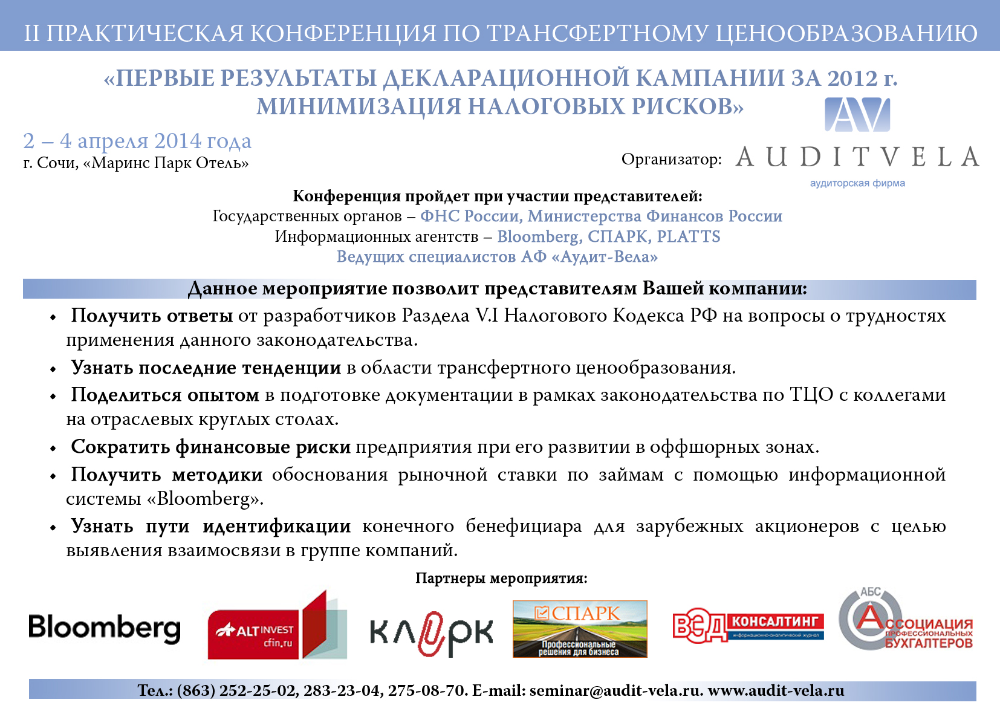 II ПРАКТИЧЕСКАЯ КОНФЕРЕНЦИЯ ПО ТРАНСФЕРТНОМУ ЦЕНООБРАЗОВАНИЮ
«ПЕРВЫЕ РЕЗУЛЬТАТЫ ДЕКЛАРАЦИОННОЙ КАМПАНИИ ЗА 2012 г.
МИНИМИЗАЦИЯ НАЛОГОВЫХ РИСКОВ»
AV
2 – 4 апреля 2014 года
г. Сочи, «Маринс Парк Отель»
Организатор:
AUDITVELA
аудиторская фирма
Конференция пройдет при участии представителей:
Государственных органов – ФНС России, Министерства Финансов России
Информационных агентств – Bloomberg, СПАРК, PLATTS
Ведущих специалистов АФ «Аудит-Вела»
Данное мероприятие позволит представителям Вашей компании:
• Получить ответы от разработчиков Раздела V.I Налогового Кодекса РФ на вопросы о трудностях
применения данного законодательства.
• Узнать последние тенденции в области трансфертного ценообразования.
• Поделиться опытом в подготовке документации в рамках законодательства по ТЦО с коллегами
на отраслевых круглых столах.
• Сократить финансовые риски предприятия при его развитии в оффшорных зонах.
• Получить методики обоснования рыночной ставки по займам с помощью информационной
системы «Bloomberg».
• Узнать пути идентификации конечного бенефициара для зарубежных акционеров с целью
выявления взаимосвязи в группе компаний.
Партнеры мероприятия:
Bloomberg
ALTINVEST
cfin.ru
клерк
СПАРК
Профессиональные
решения для бизнеса
ВЭД КОНСАЛТИНГ
информационно-аналитический журнал
АБС
АССОЦИАЦИЯ
ПРОФЕССИОНАЛЬНЫХ
БУХГАЛТЕРОВ
Тел.: (863) 252-25-02, 283-23-04, 275-08-70. E-mail: seminar@audit-vela.ru. www.audit-vela.ru